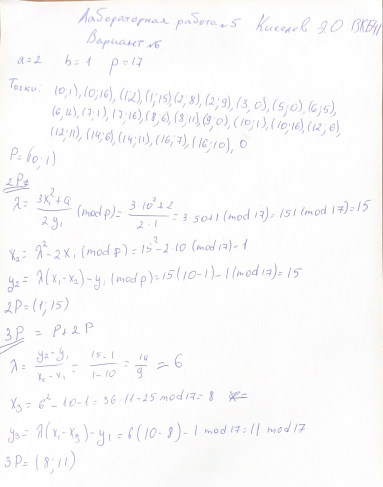 Лабораторная работа №5 Киселев Я.О ВКБ41
Вариант №6
a=2 b=1 p=17
Точки: (0;1),(0;16),(1;2),(1;15)(2;8),(2;9),(3,0),(5;0),(6;5),
(6,12),(7;1),(7;16),(8;6),(8;11)(9;0),(10;1),(10;16),(12;6),
(12;11),(14;6),(14;11),(16;7),(16;10), 0
P=(10;1)
2P
λ = (3x₁²+a)/(2y₁) (mod p) = (3·10²+2)/(2·1) = 3·50+1 (mod 17) = 151 (mod 17) = 15
x₂ = λ²-2x₁ (mod p) = 15²-2·10 (mod 17) = 1
y₂ = λ(x₁-x₂)-y₁ (mod p) = 15(10-1)-1 (mod 17) = 15
2P = (1;15)
3P = P+2P
λ = (y₂-y₁)/(x₂-x₁) = (15-1)/(1-10) = 14/9 = 6
x₃ = 6²-10-1 = 36-11=25 mod 17 = 8
y₃ = λ(x₁-x₃)-y₁ = 6(10-8)-1 mod 17 = 11 mod 17
3P = (8;11)